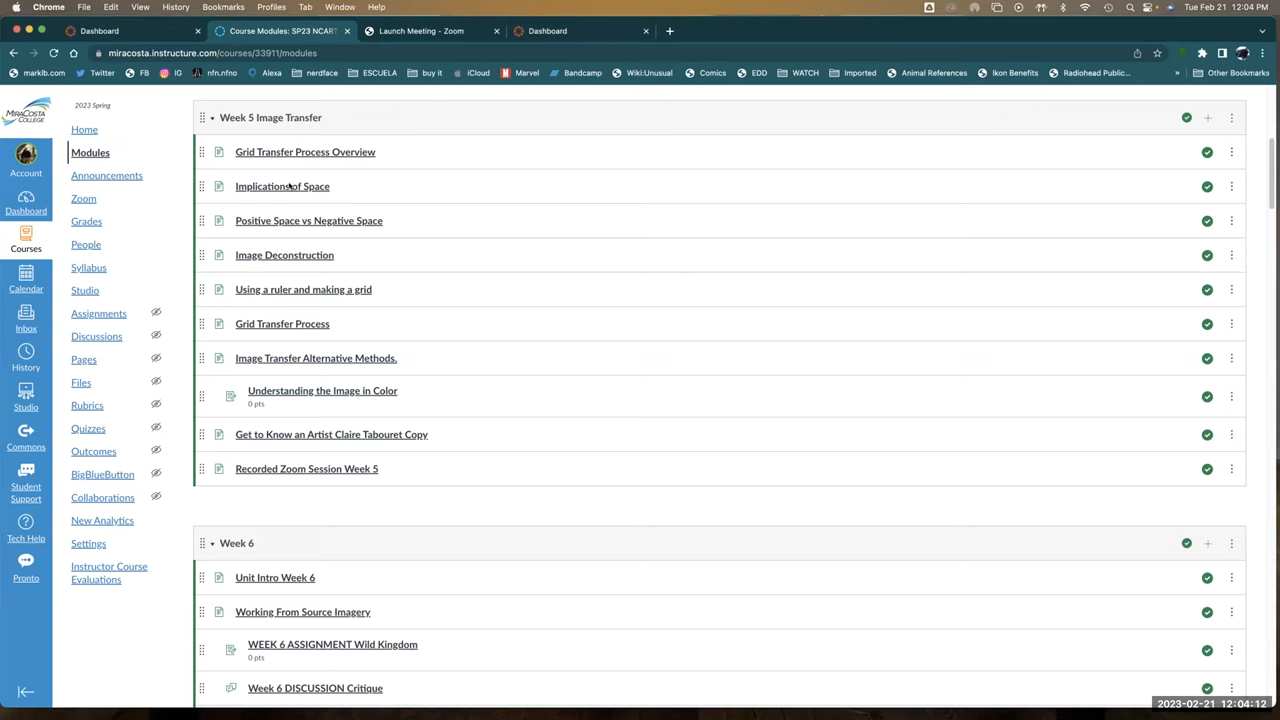 Chrome File Edit View History Bookmarks Profiles Tab Window Help Tue Feb 21 12:04 PM
Dashboard Course Modules: SP23 NCART Launch Meeting - Zoom Dashboard
miracosta.instructure.com/courses/33911/modules
marklb.com Twitter FB IG nfn.nfno Alexa nerdface ESCUELA buy it iCloud Marvel Bandcamp Wiki:Unusual Comics EDD WATCH Imported Animal References Ikon Benefits Radiohead Public... » Other Bookmarks
MIRACOSTA COLLEGE
Account
Dashboard
Courses
Calendar
Inbox
History
Studio
Commons
Student
Support
Tech Help
Pronto
2023 Spring
Home
Modules
Announcements
Zoom
Grades
People
Syllabus
Studio
Assignments
Discussions
Pages
Files
Rubrics
Quizzes
Outcomes
BigBlueButton
Collaborations
New Analytics
Settings
Instructor Course
Evaluations
Week 5 Image Transfer
Grid Transfer Process Overview
Implications of Space
Positive Space vs Negative Space
Image Deconstruction
Using a ruler and making a grid
Grid Transfer Process
Image Transfer Alternative Methods.
Understanding the Image in Color
0 pts
Get to Know an Artist Claire Tabouret Copy
Recorded Zoom Session Week 5
Week 6
Unit Intro Week 6
Working From Source Imagery
WEEK 6 ASSIGNMENT Wild Kingdom
0 pts
Week 6 DISCUSSION Critique
2023-02-21 12:04:12